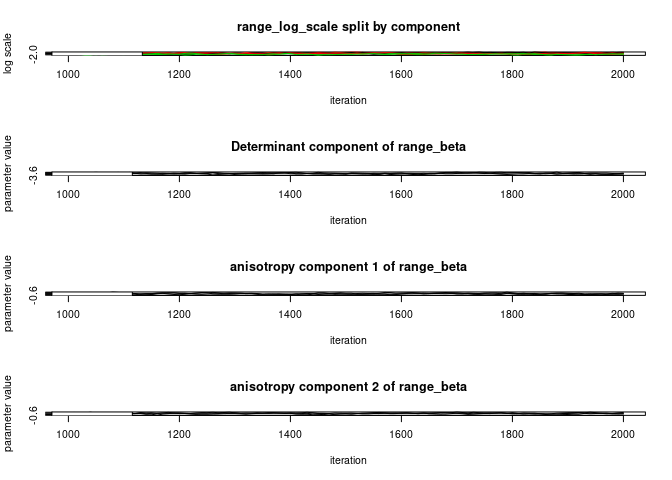 range_log_scale split by component
log scale
-2.0
1000 1200 1400 1600 1800 2000
iteration
Determinant component of range_beta
parameter value
-3.6
1000 1200 1400 1600 1800 2000
iteration
anisotropy component 1 of range_beta
parameter value
-0.6
1000 1200 1400 1600 1800 2000
iteration
anisotropy component 2 of range_beta
parameter value
-0.6
1000 1200 1400 1600 1800 2000
iteration